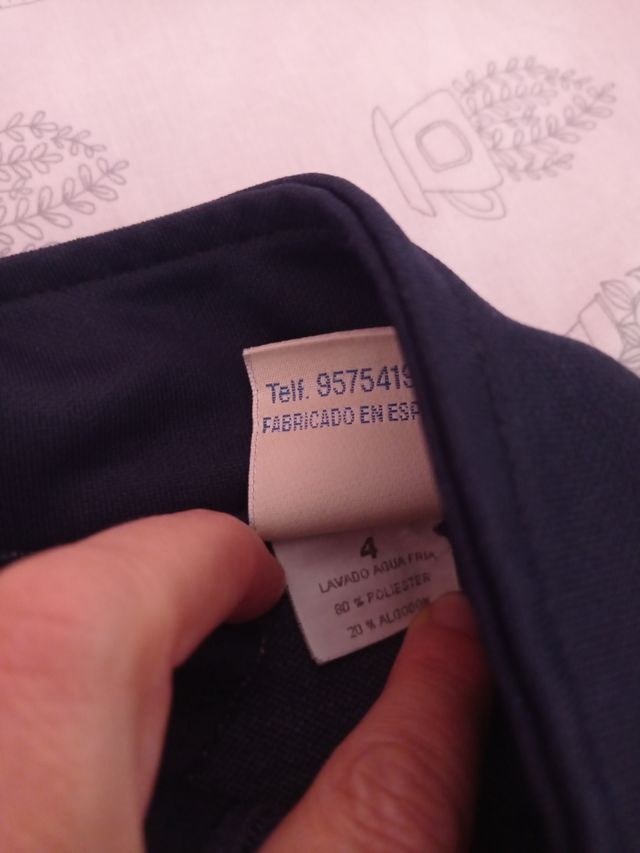 Telf. 9575419
FABRICADO EN ESP
4
LAVADO AGUA FRIA
80 % POLIESTER
20 % ALGODON